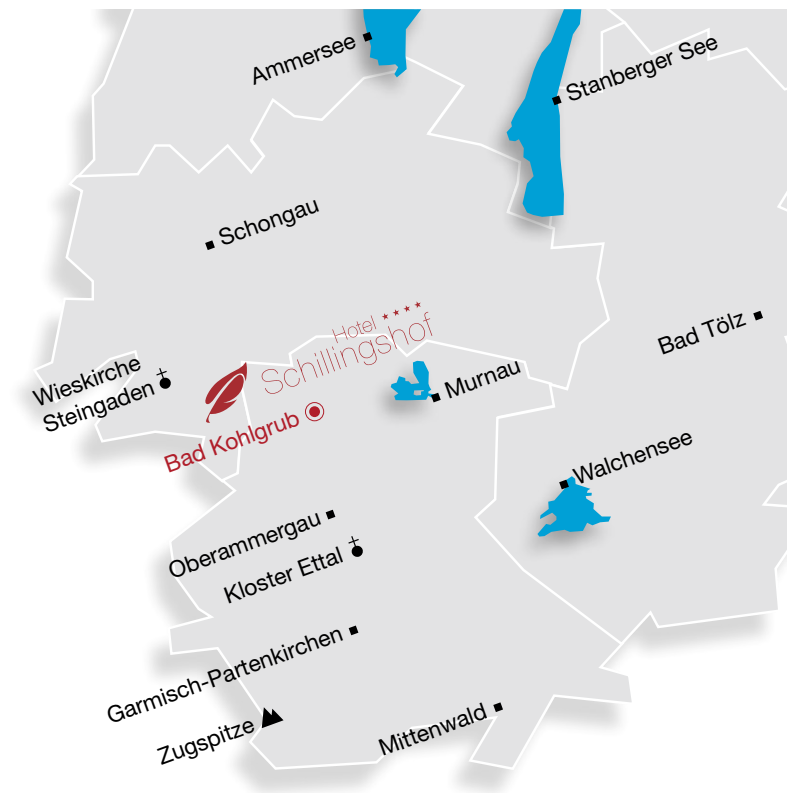 Ammersee
Stanberger See
Schongau
Hotel ****
Schillingshof
Bad Tölz
Wieskirche
Steingaden
Murnau
Bad Kohlgrub
Walchensee
Oberammergau
Kloster Ettal
Garmisch-Partenkirchen
Zugspitze
Mittenwald